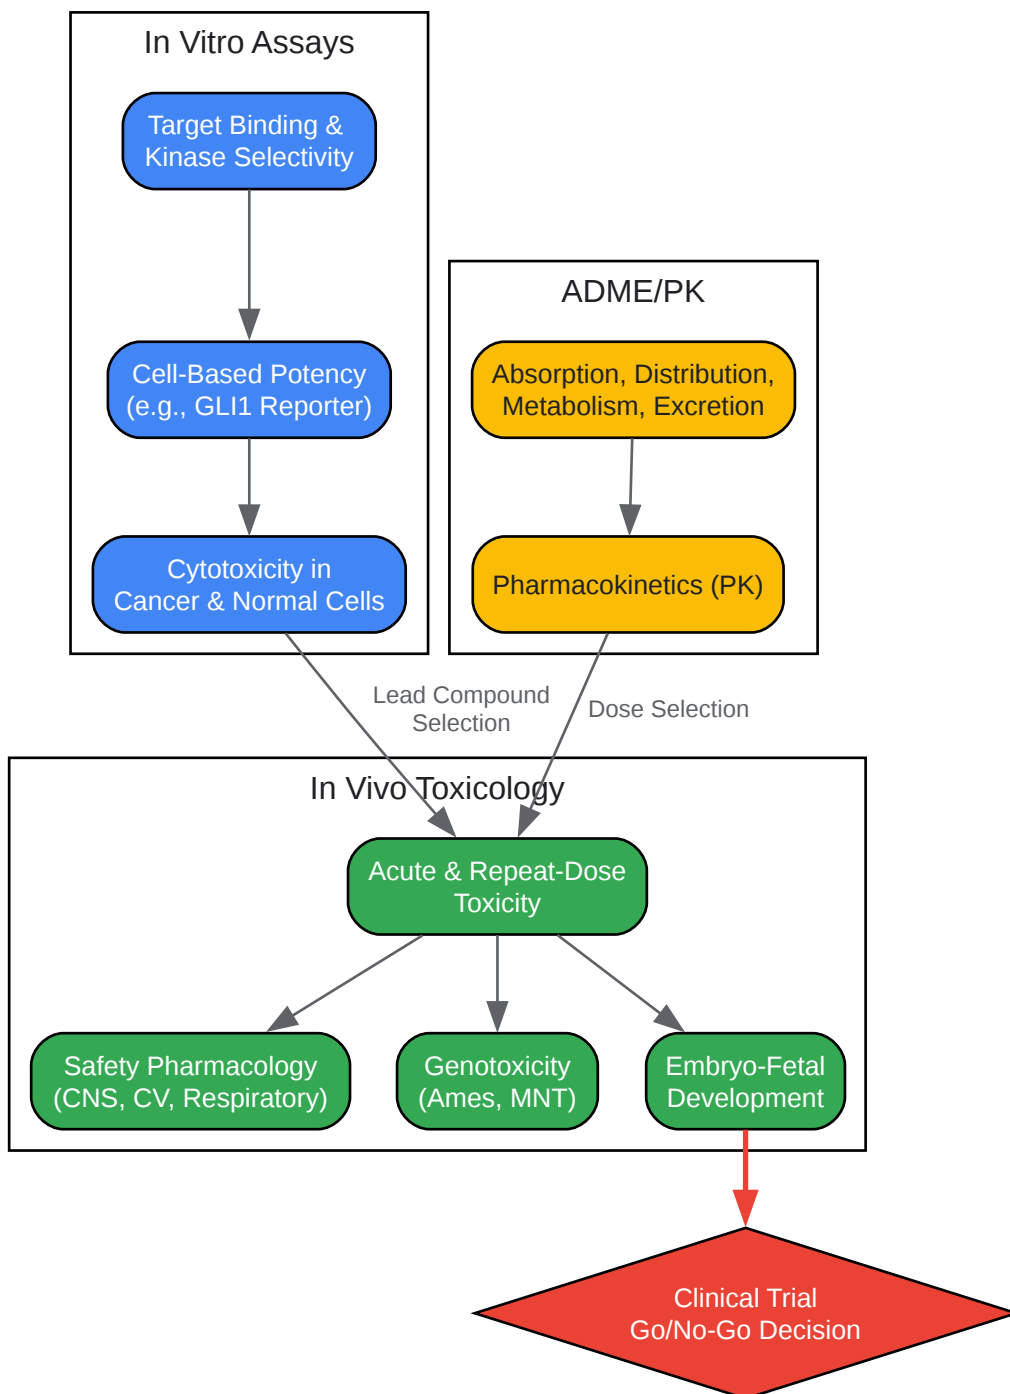 In Vitro Assays
Target Binding &
Kinase Selectivity
Cell-Based Potency
(e.g., GLI1 Reporter)
Cytotoxicity in
Cancer & Normal Cells
ADME/PK
Absorption, Distribution,
Metabolism, Excretion
Pharmacokinetics (PK)
Lead Compound
Selection
Dose Selection
In Vivo Toxicology
Acute & Repeat-Dose
Toxicity
Safety Pharmacology
(CNS, CV, Respiratory)
Genotoxicity
(Ames, MNT)
Embryo-Fetal
Development
Clinical Trial
Go/No-Go Decision